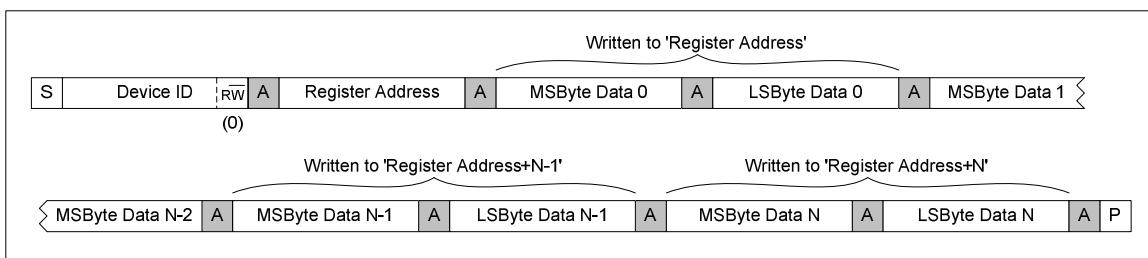 Written to 'Register Address'
S Device ID RW A Register Address A MSByte Data 0 A LSByte Data 0 A MSByte Data 1
(0)
Written to 'Register Address+N-1' Written to 'Register Address+N'
MSByte Data N-2 A MSByte Data N-1 A LSByte Data N-1 A MSByte Data N A LSByte Data N A P